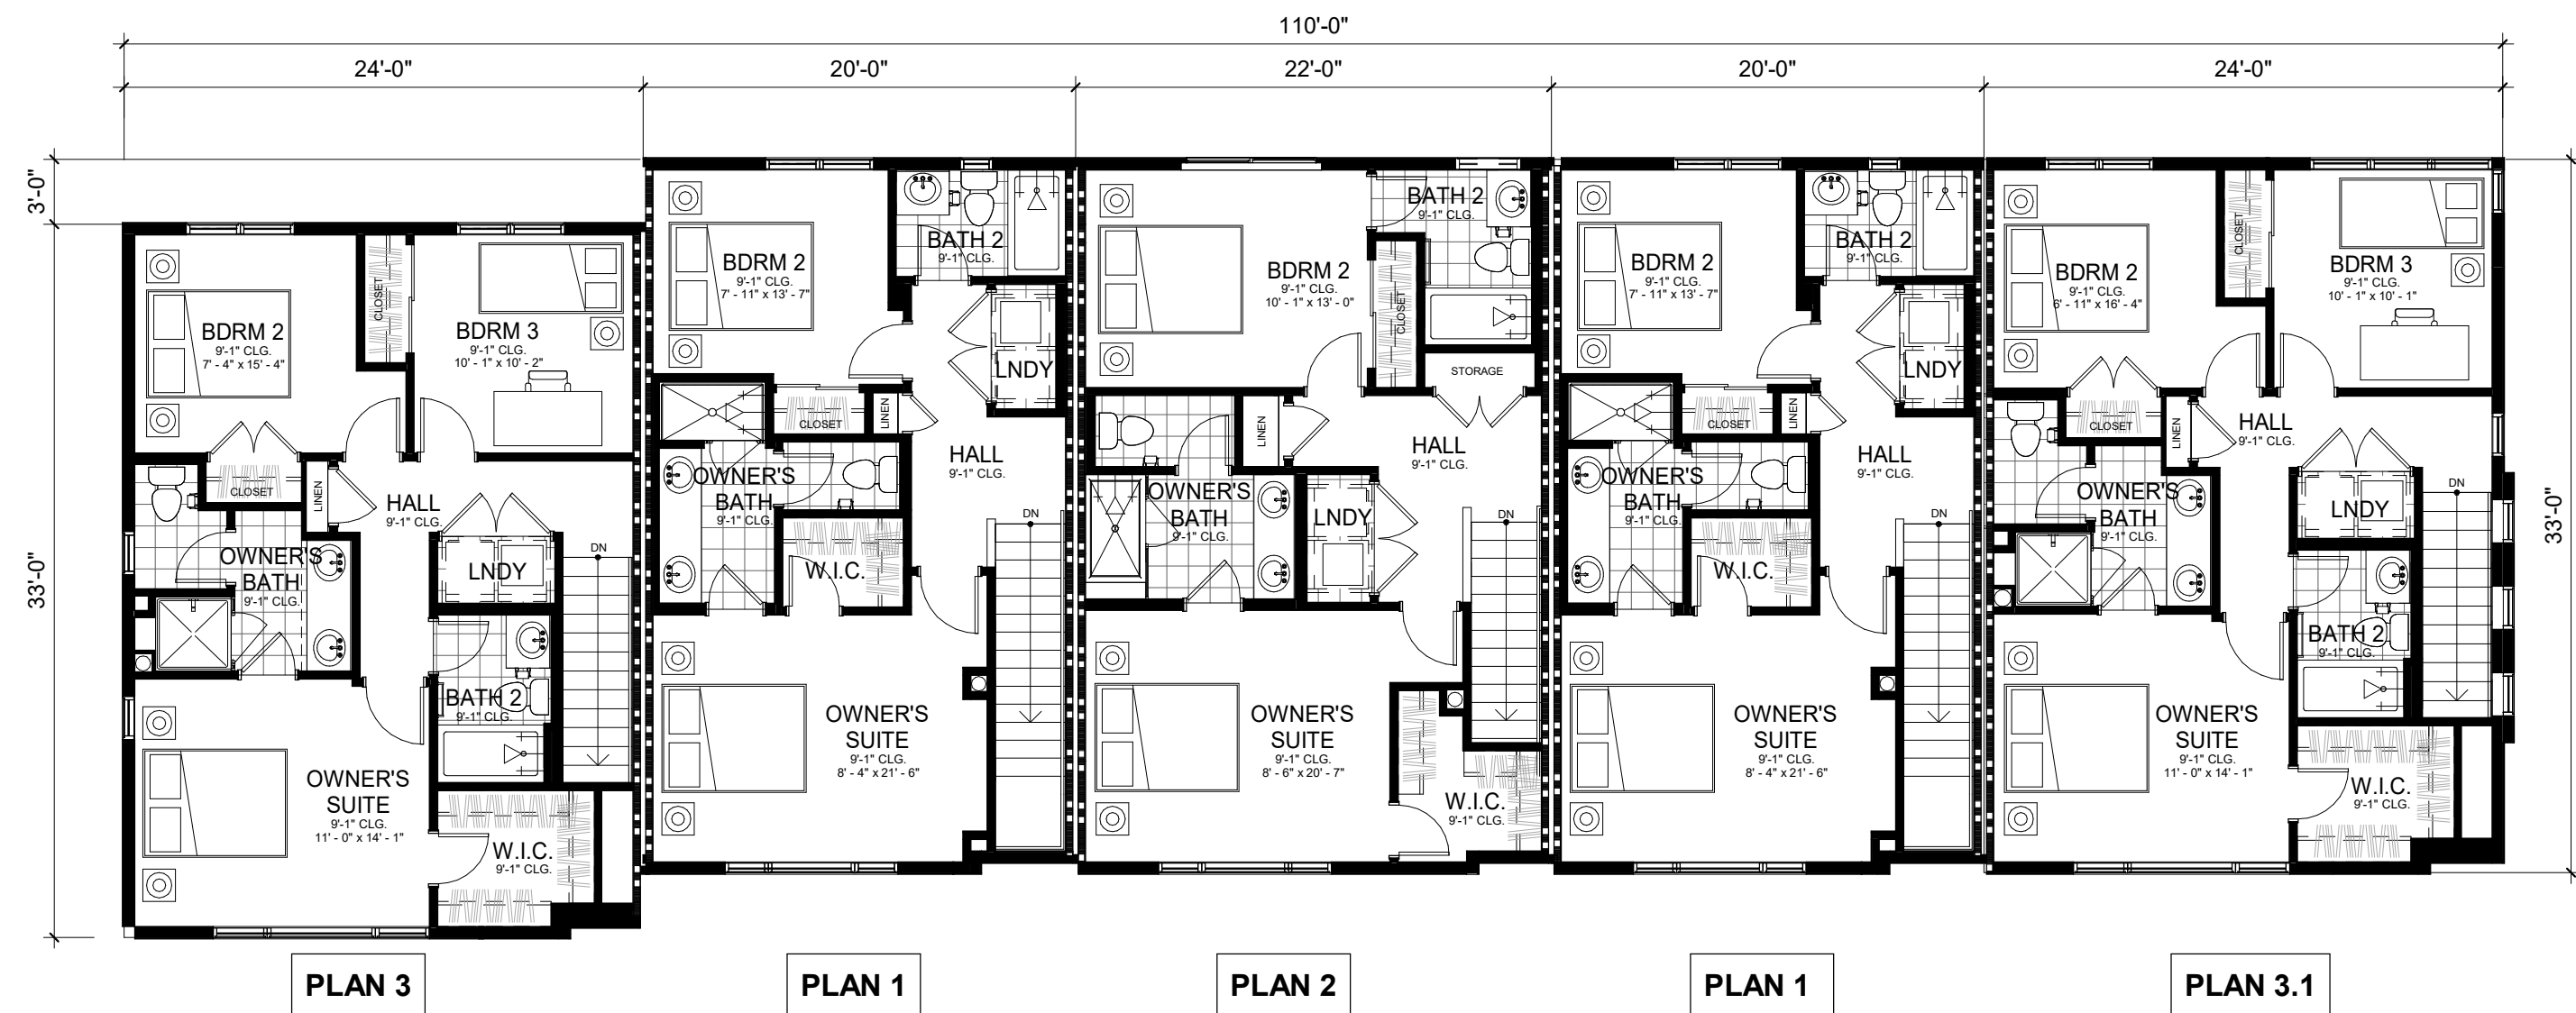 110'-0"
24'-0"
20'-0"
22'-0"
20'-0"
24'-0"
3'-0"
33'-0"
33'-0"
BDRM 2
9'-1" CLG.
7' - 4" x 15' - 4"
CLOSET
BDRM 3
9'-1" CLG.
10' - 1" x 10' - 2"
CLOSET
LINEN
HALL
9'-1" CLG.
OWNER'S
BATH
9'-1" CLG.
LNDY
DN
BATH 2
9'-1" CLG.
OWNER'S
SUITE
9'-1" CLG.
11' - 0" x 14' - 1"
W.I.C.
9'-1" CLG.
PLAN 3
BDRM 2
9'-1" CLG.
7' - 11" x 13' - 7"
BATH 2
9'-1" CLG.
LNDY
CLOSET
LINEN
HALL
9'-1" CLG.
OWNER'S
BATH
9'-1" CLG.
W.I.C.
DN
OWNER'S
SUITE
9'-1" CLG.
8' - 4" x 21' - 6"
PLAN 1
BDRM 2
9'-1" CLG.
10' - 1" x 13' - 0"
BATH 2
9'-1" CLG.
CLOSET
STORAGE
LINEN
HALL
9'-1" CLG.
OWNER'S
BATH
9'-1" CLG.
LNDY
DN
OWNER'S
SUITE
9'-1" CLG.
8' - 6" x 20' - 7"
W.I.C.
9'-1" CLG.
PLAN 2
BDRM 2
9'-1" CLG.
7' - 11" x 13' - 7"
BATH 2
9'-1" CLG.
LNDY
CLOSET
LINEN
HALL
9'-1" CLG.
OWNER'S
BATH
9'-1" CLG.
W.I.C.
DN
OWNER'S
SUITE
9'-1" CLG.
8' - 4" x 21' - 6"
PLAN 1
BDRM 2
9'-1" CLG.
6' - 11" x 16' - 4"
CLOSET
BDRM 3
9'-1" CLG.
10' - 1" x 10' - 1"
CLOSET
LINEN
HALL
9'-1" CLG.
OWNER'S
BATH
9'-1" CLG.
LNDY
DN
BATH 2
9'-1" CLG.
OWNER'S
SUITE
9'-1" CLG.
11' - 0" x 14' - 1"
W.I.C.
9'-1" CLG.
PLAN 3.1